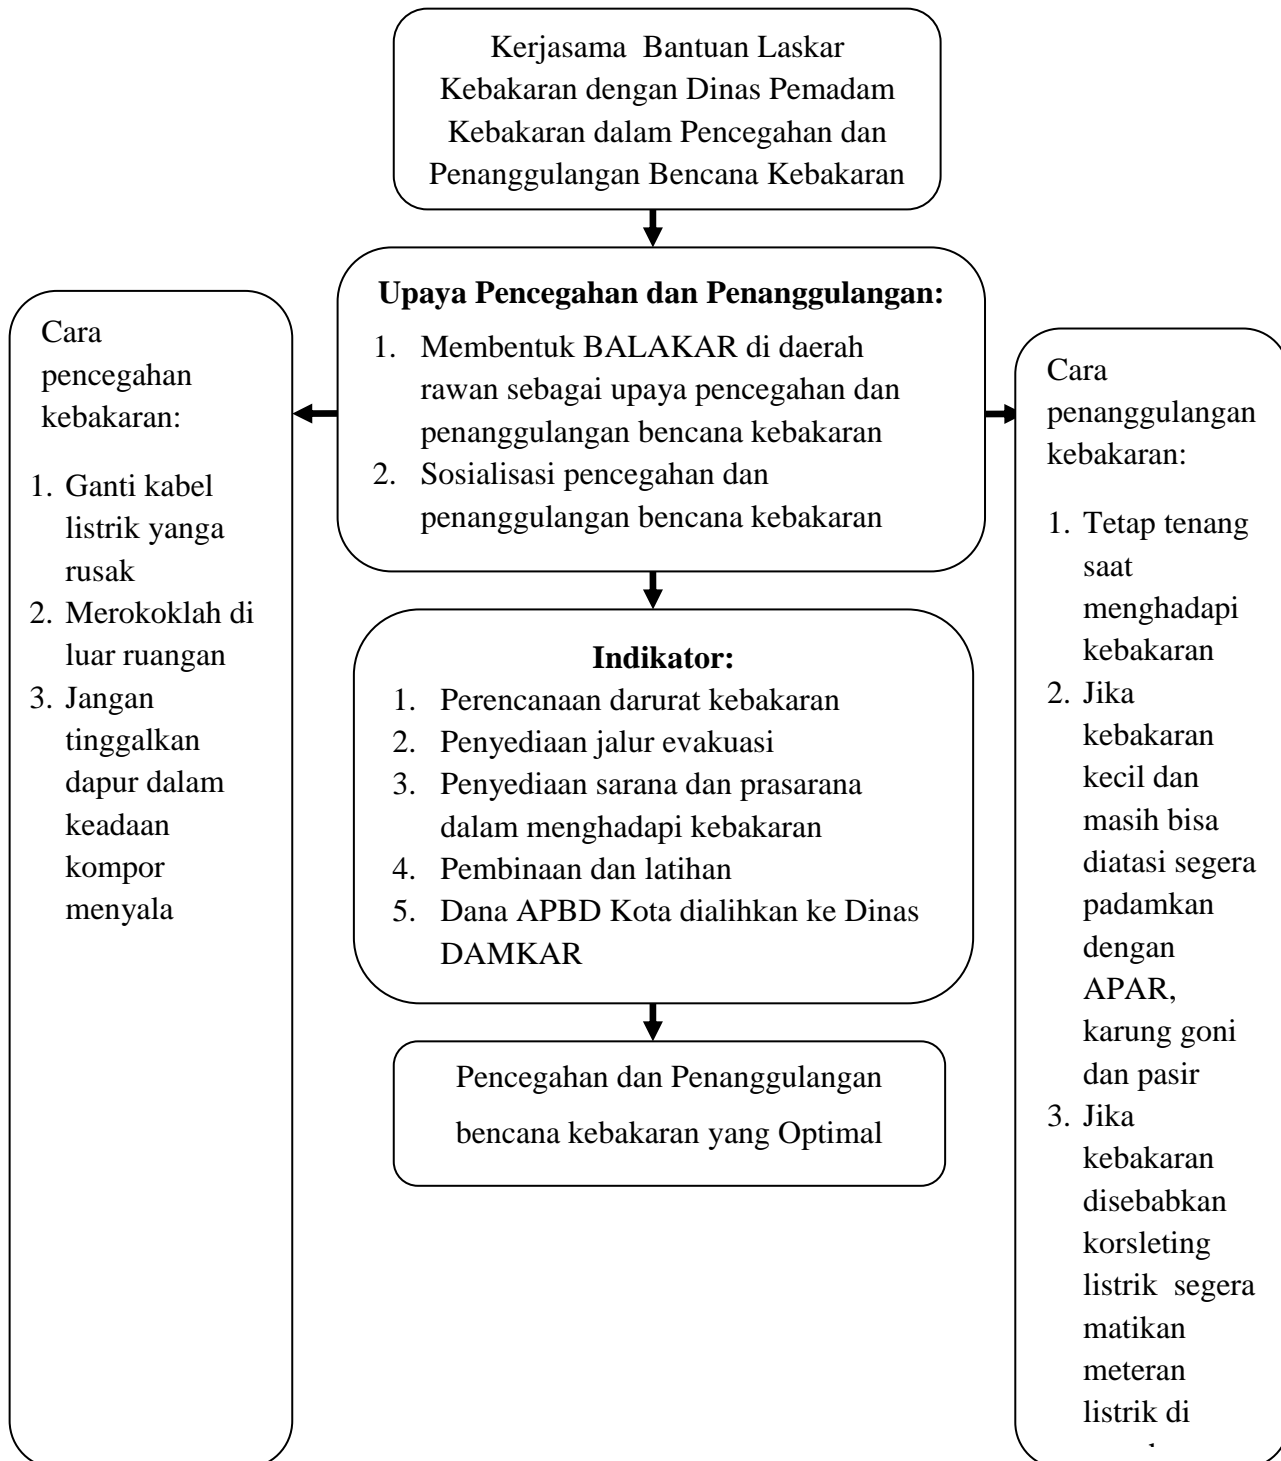 Kerjasama Bantuan Laskar
Kebakaran dengan Dinas Pemadam
Kebakaran dalam Pencegahan dan
Penanggulangan Bencana Kebakaran
Upaya Pencegahan dan Penanggulangan:
1. Membentuk BALAKAR di daerah
rawan sebagai upaya pencegahan dan
penanggulangan bencana kebakaran
2. Sosialisasi pencegahan dan
penanggulangan bencana kebakaran
Cara
pencegahan
kebakaran:
1. Ganti kabel
listrik yanga
rusak
2. Merokoklah di
luar ruangan
3. Jangan
tinggalkan
dapur dalam
keadaan
kompor
menyala
Cara
penanggulangan
kebakaran:
1. Tetap tenang
saat
menghadapi
kebakaran
2. Jika
kebakaran
kecil dan
masih bisa
diatasi segera
padamkan
dengan
APAR,
karung goni
dan pasir
3. Jika
kebakaran
disebabkan
korsleting
listrik segera
matikan
meteran
listrik di
Indikator:
1. Perencanaan darurat kebakaran
2. Penyediaan jalur evakuasi
3. Penyediaan sarana dan prasarana
dalam menghadapi kebakaran
4. Pembinaan dan latihan
5. Dana APBD Kota dialihkan ke Dinas
DAMKAR
Pencegahan dan Penanggulangan
bencana kebakaran yang Optimal